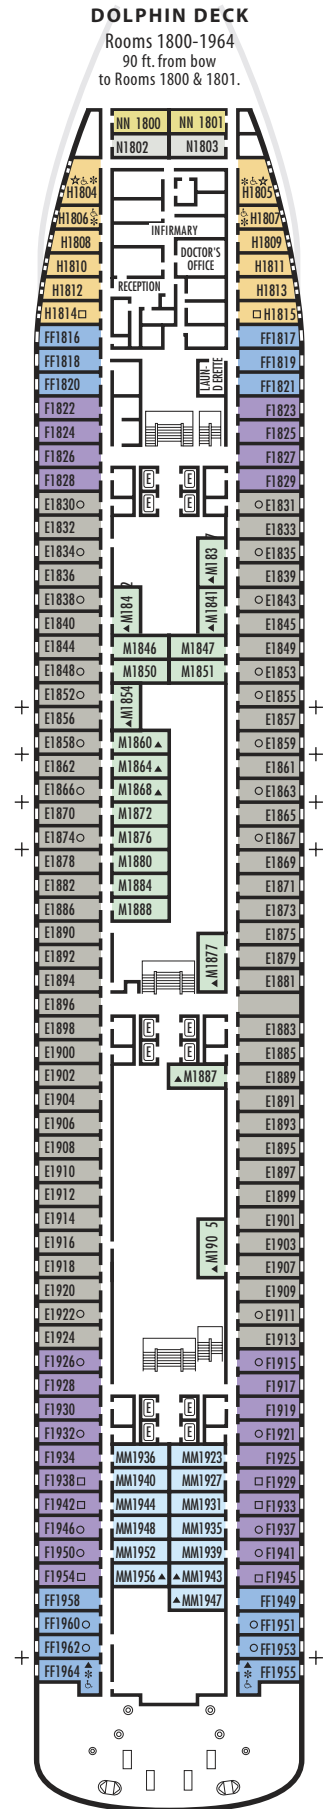 DOLPHIN DECK
Rooms 1800-1964
90 ft. from bow
to Rooms 1800 & 1801.
NN 1800 NN 1801
N1802 N1803
H1804 H1805
H1806 H1807
INFIRMARY
H1808 H1809
DOCTOR'S
OFFICE
H1810 H1811
RECEPTION
H1812 H1813
H1814 H1815
FF1816 FF1817
FF1818 FF1819
LAUN-
DERETTE
FF1820 FF1821
F1822 F1823
F1824 F1825
F1826 F1827
F1828 F1829
E E
E1830 E1831
E E
E1832 E1833
E1834 E1835
M1837
E1836 E1839
E1838 E1843
M1842 M1841
E1840 E1845
E1844 M1846 M1847 E1849
E1848 M1850 M1851 E1853
E1852 E1855
M1854
E1856 E1857
E1858 M1860 E1859
E1862 M1864 E1861
E1866 M1868 E1863
E1870 M1872 E1865
E1874 M1876 E1867
E1878 M1880 E1869
E1882 M1884 E1871
E1886 M1888 E1873
E1890 E1875
E1892 M1877 E1879
E1894 E1881
E1896
E1898 E E E1883
E1900 E E E1885
E1902 M1887 E1889
E1904 E1891
E1906 E1893
E1908 E1895
E1910 E1897
E1912 E1899
E1914 E1901
E1916 M1905 E1903
E1918 E1907
E1920 E1909
E1922 E1911
E1924 E1913
F1926 F1915
F1928 F1917
F1930 E E F1919
F1932 E E F1921
F1934 MM1936 MM1923 F1925
F1938 MM1940 MM1927 F1929
F1942 MM1944 MM1931 F1933
F1946 MM1948 MM1935 F1937
F1950 MM1952 MM1939 F1941
F1954 MM1956 MM1943 F1945
FF1958 MM1947 FF1949
FF1960 FF1951
FF1962 FF1953
FF1964 FF1955